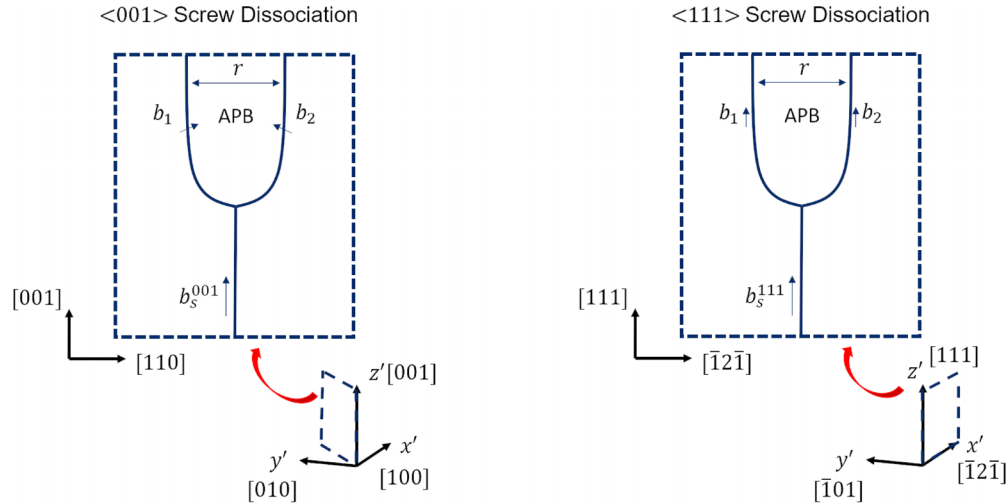 <001> Screw Dissociation
r
b₁
APB
b₂
b_s^001
[001]
[110]
z′[001]
x′
y′
[100]
[010]
<111> Screw Dissociation
r
b₁
APB
b₂
b_s^111
[111]
[1̄21̄]
[111]
z′
x′
y′
[1̄21̄]
[1̄01]